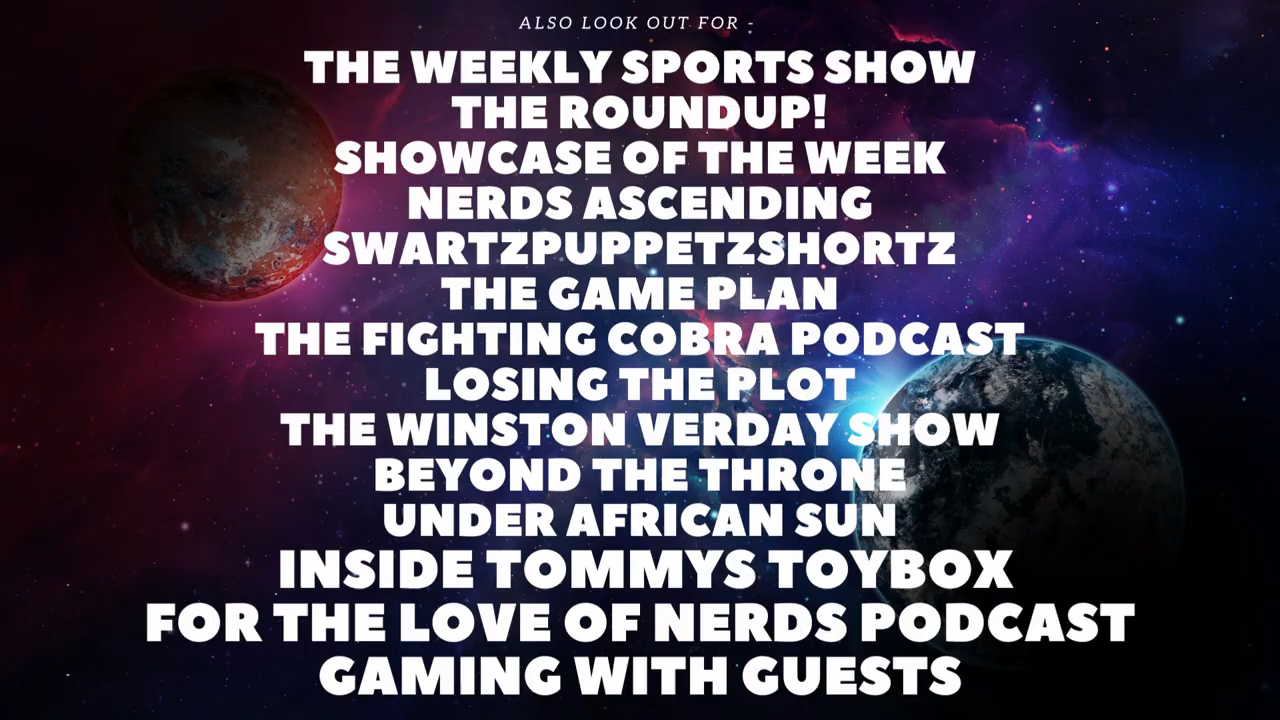 ALSO LOOK OUT FOR -
THE WEEKLY SPORTS SHOW
THE ROUNDUP!
SHOWCASE OF THE WEEK
NERDS ASCENDING
SWARTZPUPPETZSHORTZ
THE GAME PLAN
THE FIGHTING COBRA PODCAST
LOSING THE PLOT
THE WINSTON VERDAY SHOW
BEYOND THE THRONE
UNDER AFRICAN SUN
INSIDE TOMMYS TOYBOX
FOR THE LOVE OF NERDS PODCAST
GAMING WITH GUESTS